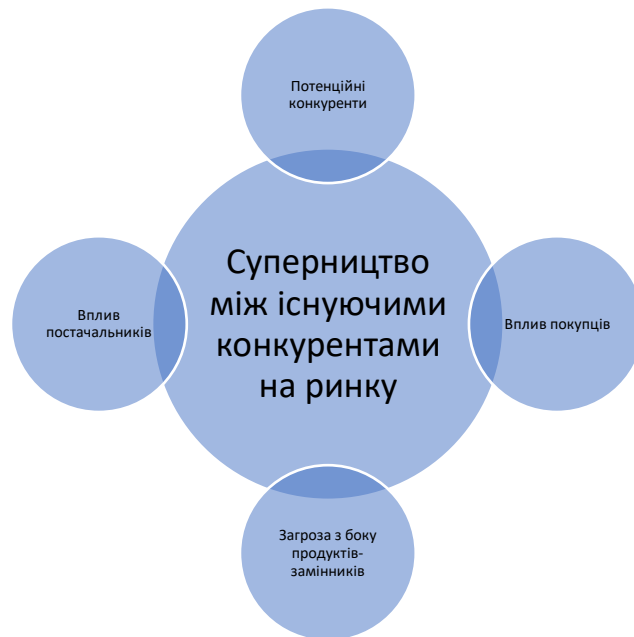 Потенційні
конкуренти
Суперництво
між існуючими
конкурентами
на ринку
Вплив
постачальників
Вплив покупців
Загроза з боку
продуктів-
замінників